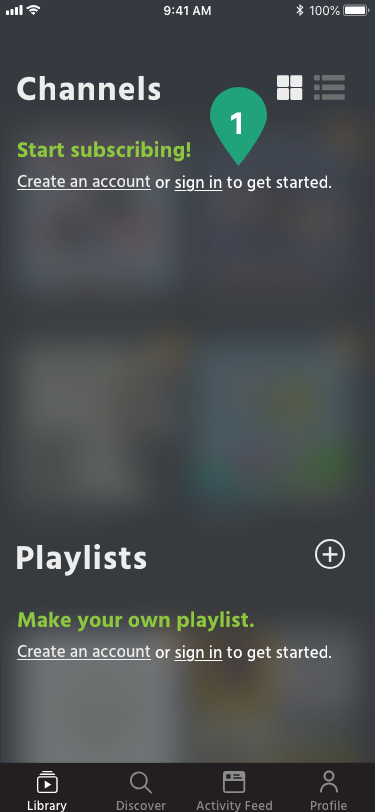 9:41 AM
100%
Channels
1
Start subscribing!
Create an account or sign in to get started.
Playlists
Make your own playlist.
Create an account or sign in to get started.
Library
Discover
Activity Feed
Profile